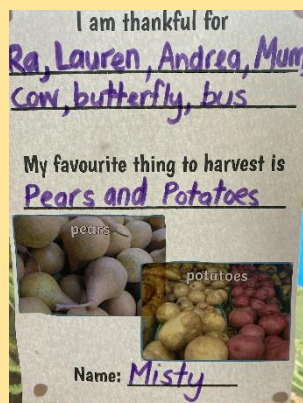 I am thankful for
Ra, Lauren, Andrea, Mum,
cow, butterfly, bus
My favourite thing to harvest is
Pears and Potatoes
pears
potatoes
Name: Misty